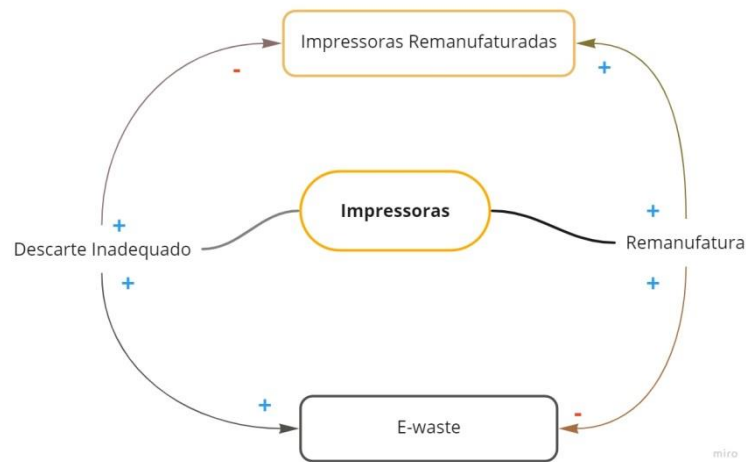 Impressoras Remanufaturadas
-
+
Impressoras
+
+
Descarte Inadequado
Remanufatura
+
+
+
-
E-waste
miro